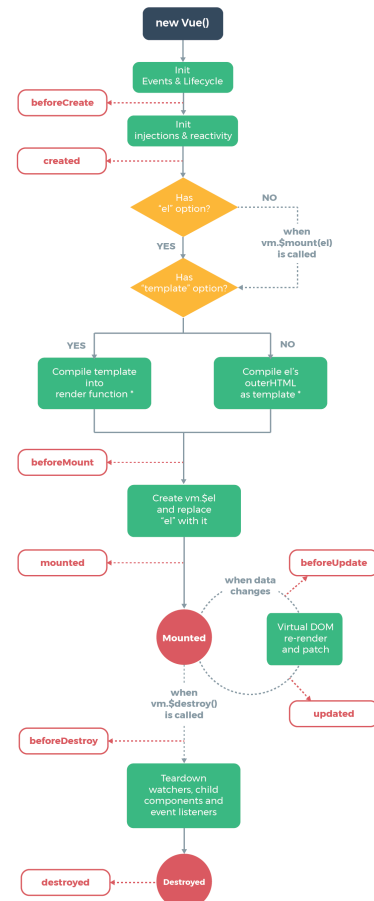 new Vue()
Init
Events & Lifecycle
beforeCreate
Init
injections & reactivity
created
Has
"el" option?
NO
when
vm.$mount(el)
is called
YES
Has
"template" option?
YES
NO
Compile template
into
render function *
Compile el's
outerHTML
as template *
beforeMount
Create vm.$el
and replace
"el" with it
mounted
beforeUpdate
when data
changes
Mounted
Virtual DOM
re-render
and patch
when
vm.$destroy()
is called
updated
beforeDestroy
Teardown
watchers, child
components and
event listeners
destroyed
Destroyed